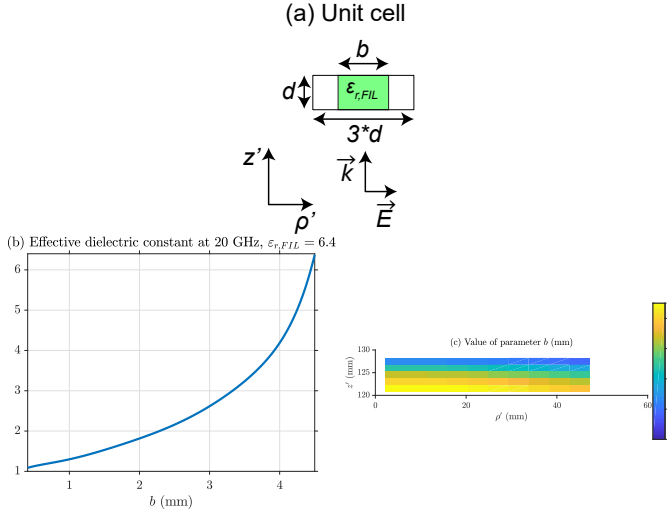 (a) Unit cell
b
d
εr,FIL
3*d
z'
k
ρ'
E
(b) Effective dielectric constant at 20 GHz, εr,FIL = 6.4
6
5
4
3
2
1
1 2 3 4
b (mm)
(c) Value of parameter b (mm)
130
125
120
z' (mm)
0 20 40 60
ρ' (mm)